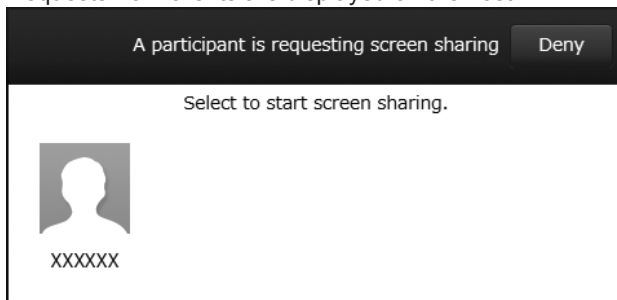 A participant is requesting screen sharing Deny
Select to start screen sharing.
XXXXXX